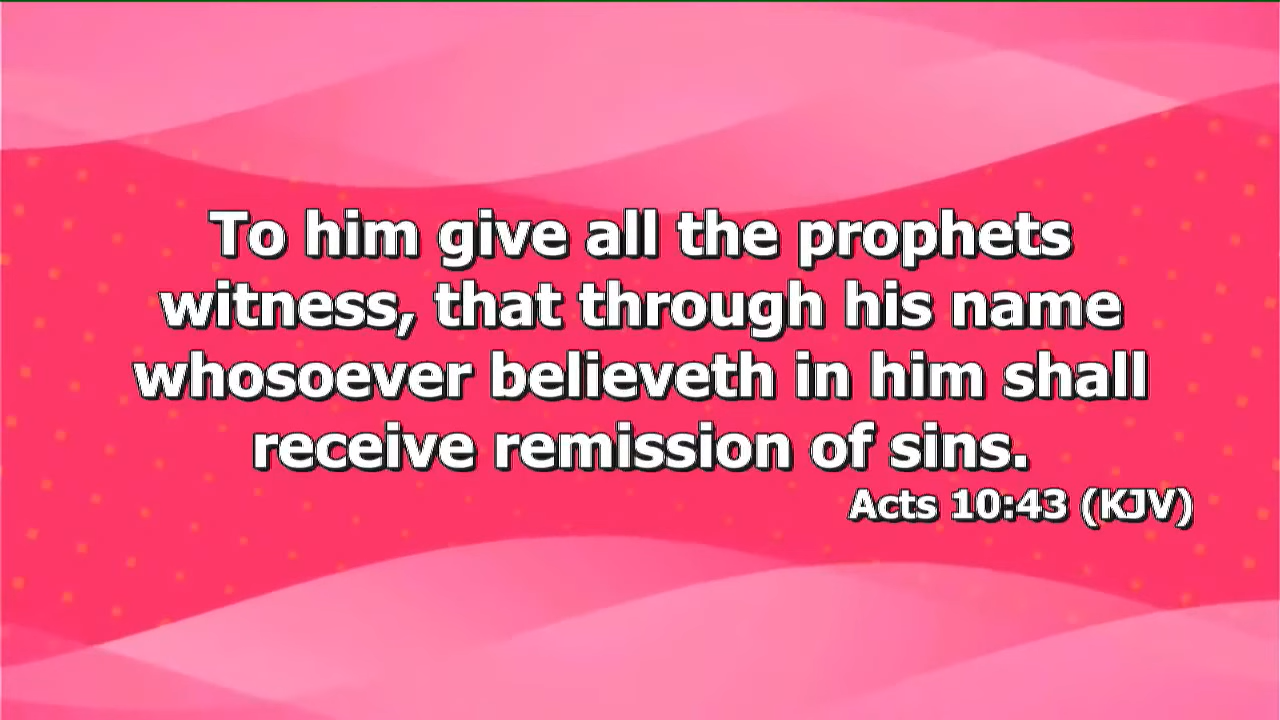 To him give all the prophets
witness, that through his name
whosoever believeth in him shall
receive remission of sins.
Acts 10:43 (KJV)